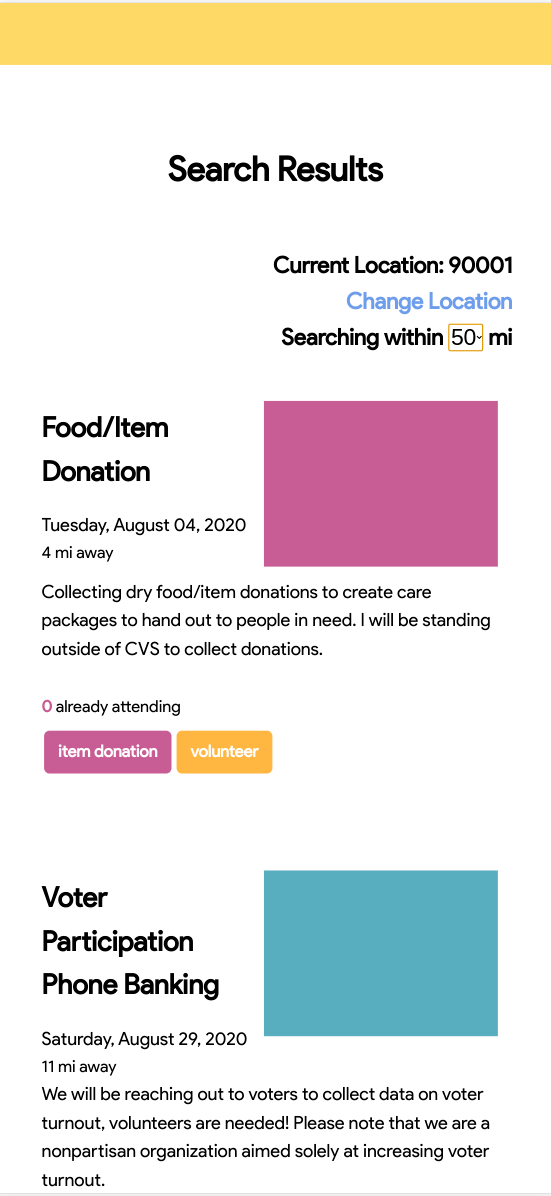 Search Results
Current Location: 90001
Change Location
Searching within 50 mi
Food/Item
Donation
Tuesday, August 04, 2020
4 mi away
Collecting dry food/item donations to create care
packages to hand out to people in need. I will be standing
outside of CVS to collect donations.
0 already attending
item donation volunteer
Voter
Participation
Phone Banking
Saturday, August 29, 2020
11 mi away
We will be reaching out to voters to collect data on voter
turnout, volunteers are needed! Please note that we are a
nonpartisan organization aimed solely at increasing voter
turnout.